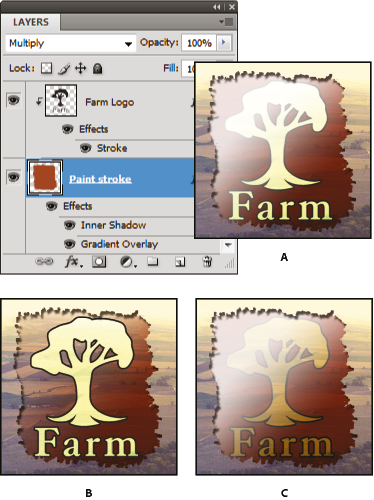 LAYERS
Multiply Opacity: 100%
Lock: Fill:
Farm Logo
Effects
Stroke
Paint stroke
Effects
Inner Shadow
Gradient Overlay
fx
Farm
A
Farm
Farm
B
C